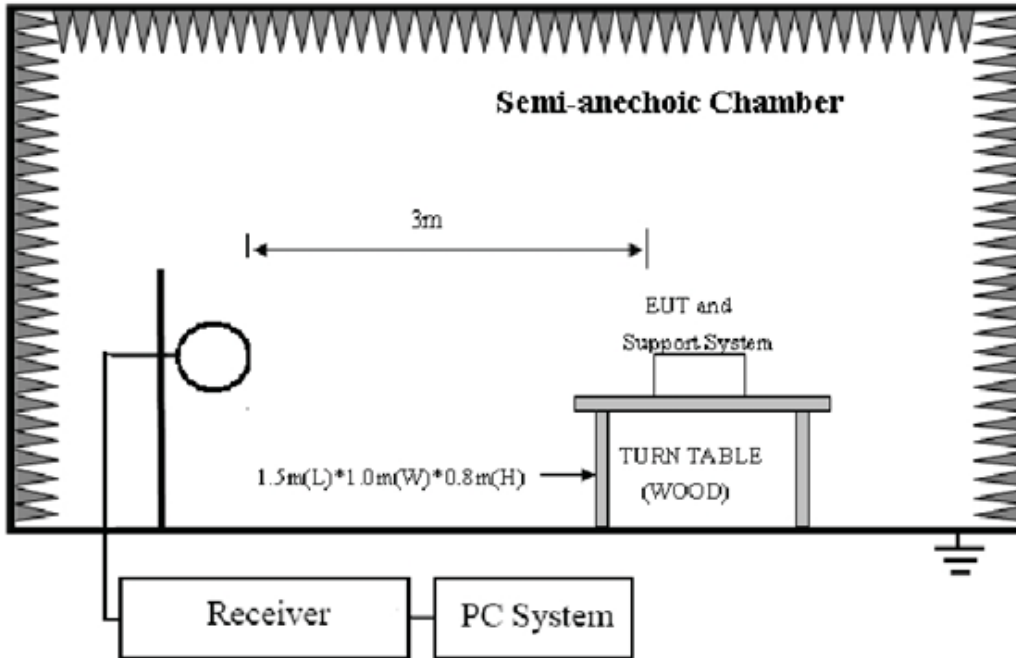 Semi-anechoic Chamber
3m
EUT and
Support System
1.5m(L)*1.0m(W)*0.8m(H)
TURN TABLE
(WOOD)
Receiver
PC System